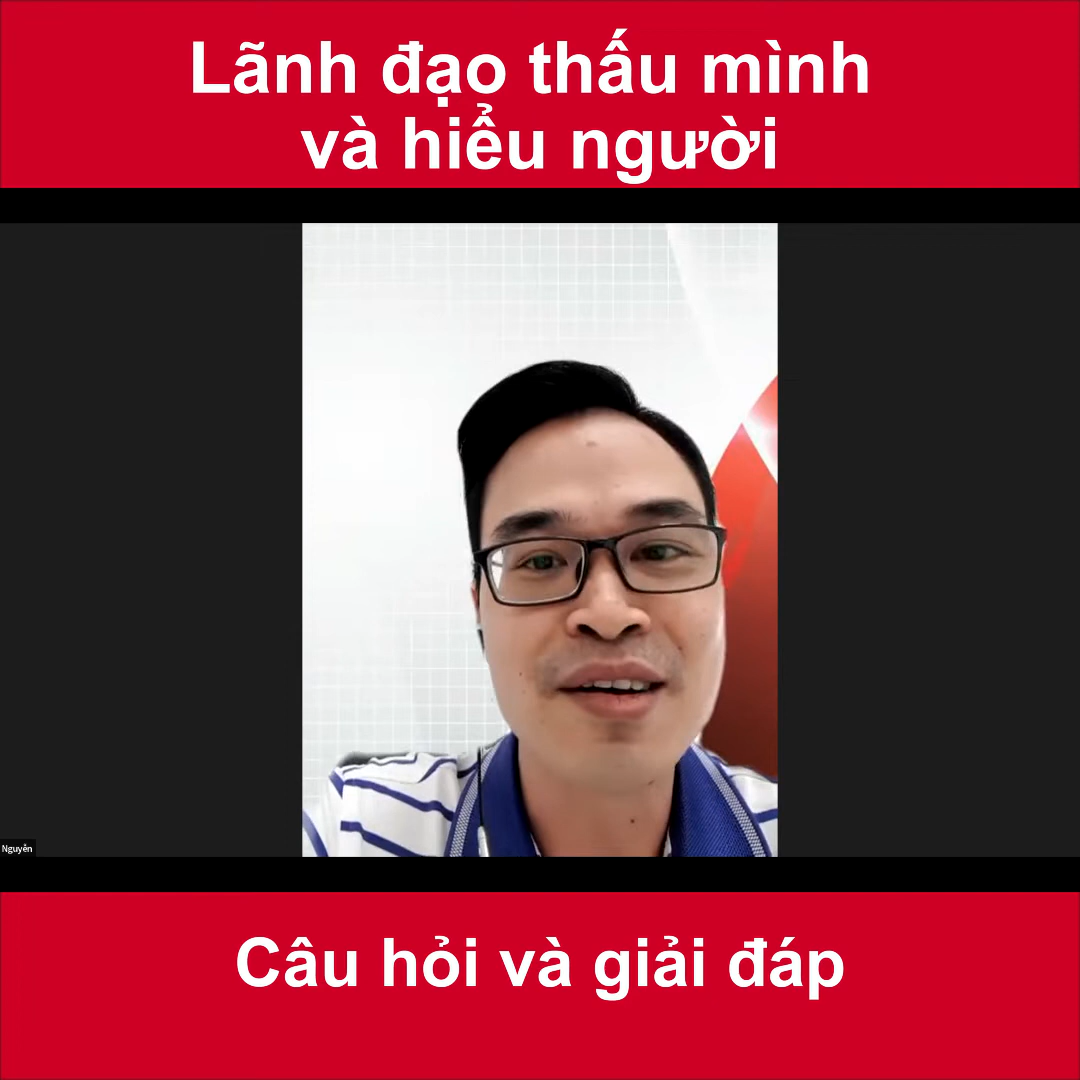 Lãnh đạo thấu mình
và hiểu người
Nguyễn
Câu hỏi và giải đáp